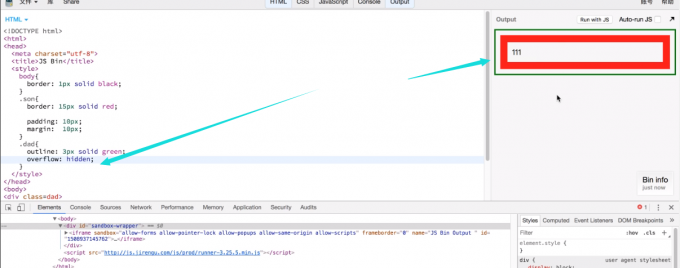 文件 库 Share HTML CSS JavaScript Console Output 账号 帮助
HTML
Output Run with JS Auto-run JS
<!DOCTYPE html>
<html>
<head>
<meta charset="utf-8">
<title>JS Bin</title>
<style>
body{
border: 1px solid black;
}
.son{
border: 15px solid red;
padding: 10px;
margin: 10px;
}
.dad{
outline: 3px solid green;
overflow: hidden;
}
</style>
</head>
<body>
<div class=dad>
111
Bin info
just now
Elements Console Sources Network Performance Memory Application Security Audits 1
<body>
<div id="sandbox-wrapper"> == $0
<iframe sandbox="allow-forms allow-pointer-lock allow-popups allow-same-origin allow-scripts" frameborder="0" name="JS Bin Output " id=
"1508937145762">…</iframe>
</div>
<script src="http://js.jirengu.com/js/prod/runner-3.25.5.min.js"></script>
</body>
</html>
Styles Computed Event Listeners DOM Breakpoints
Filter :hov .cls +
element.style {
}
div { user agent stylesheet
display: block;